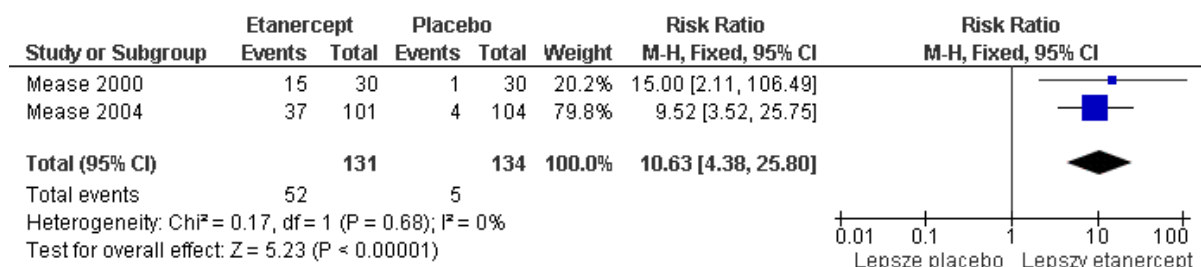 Etanercept Placebo Risk Ratio Risk Ratio
Study or Subgroup Events Total Events Total Weight M-H, Fixed, 95% CI M-H, Fixed, 95% CI
Mease 2000 15 30 1 30 20.2% 15.00 [2.11, 106.49]
Mease 2004 37 101 4 104 79.8% 9.52 [3.52, 25.75]
Total (95% CI) 131 134 100.0% 10.63 [4.38, 25.80]
Total events 52 5
Heterogeneity: Chi² = 0.17, df = 1 (P = 0.68); I² = 0%
Test for overall effect: Z = 5.23 (P < 0.00001)
0.01 0.1 1 10 100
Lepsze placebo Lepszy etanercept